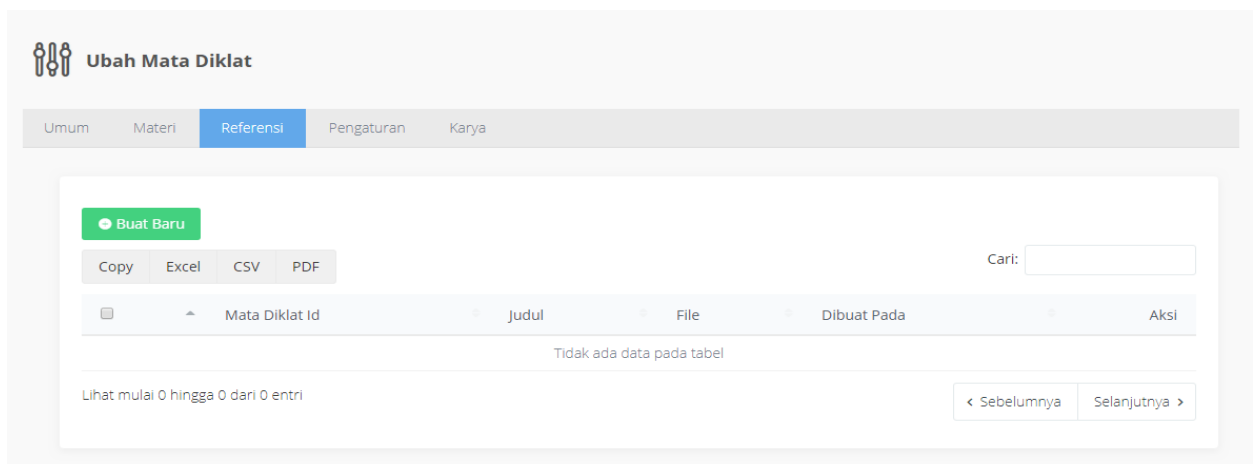 Ubah Mata Diklat
Umum Materi Referensi Pengaturan Karya
Buat Baru
Copy Excel CSV PDF
Cari:
Mata Diklat Id Judul File Dibuat Pada Aksi
Tidak ada data pada tabel
Lihat mulai 0 hingga 0 dari 0 entri
Sebelumnya Selanjutnya